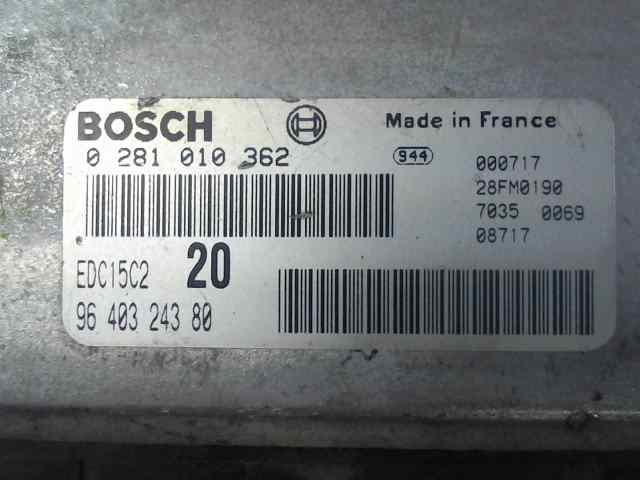 BOSCH
Made in France
0 281 010 362
944
000717
28FM0190
7035 0069
08717
EDC15C2 20
96 403 243 80